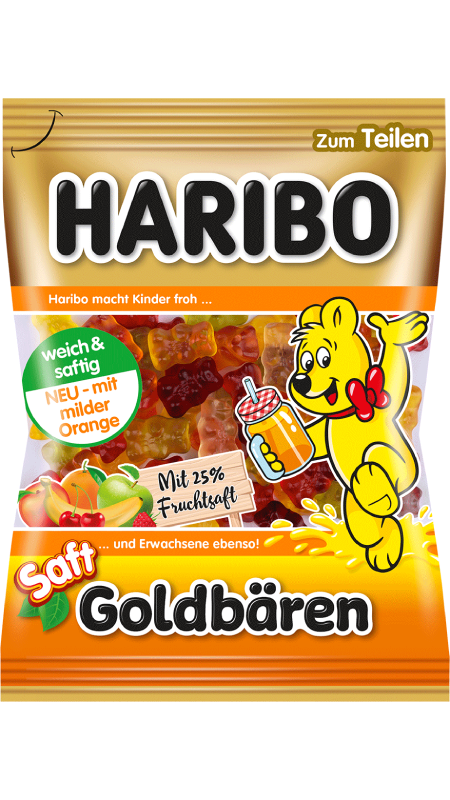 Zum Teilen
HARIBO
Haribo macht Kinder froh ...
weich &
saftig
NEU - mit
milder
Orange
Mit 25%
Fruchtsaft
... und Erwachsene ebenso!
Saft
Goldbären